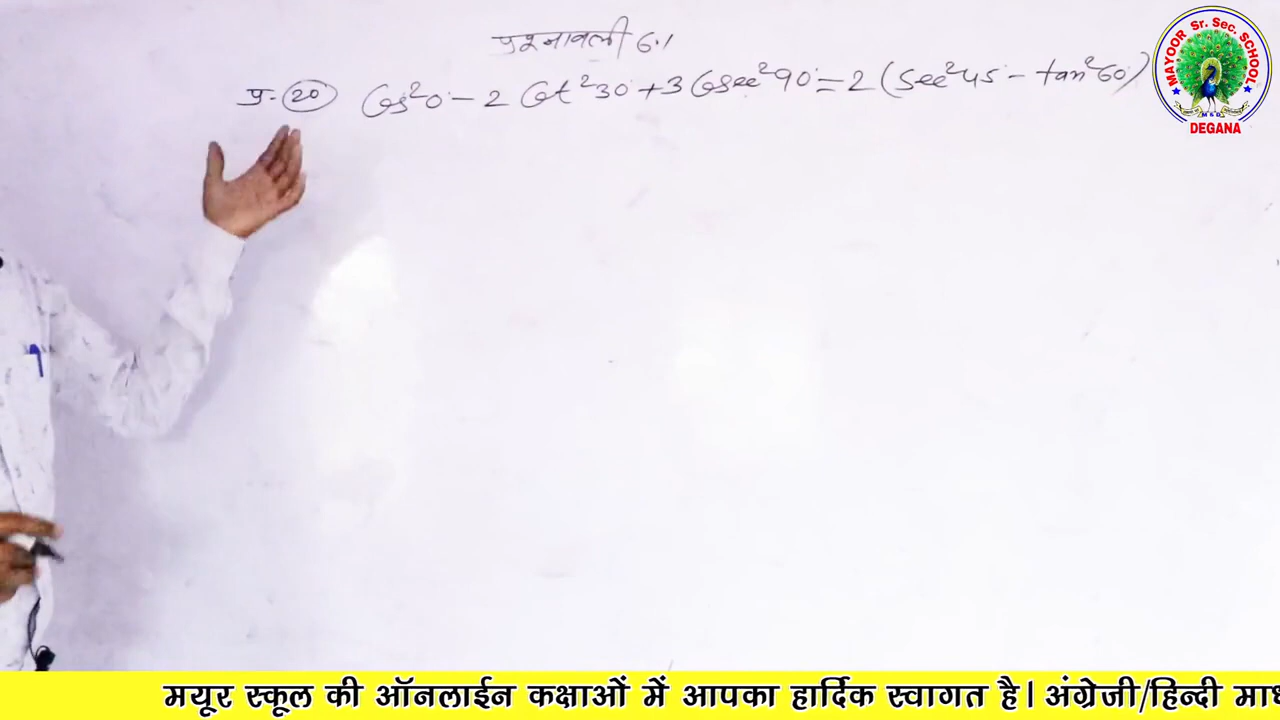 प्रश्नावली 6.1
प्र. 20 Cos²0 - 2 Cot²30 + 3 Cosec²90 = 2 (Sec²45 - tan²60)
MAYOOR Sr. Sec. SCHOOL
DEGANA
मयूर स्कूल की ऑनलाईन कक्षाओं में आपका हार्दिक स्वागत है। अंग्रेजी/हिन्दी